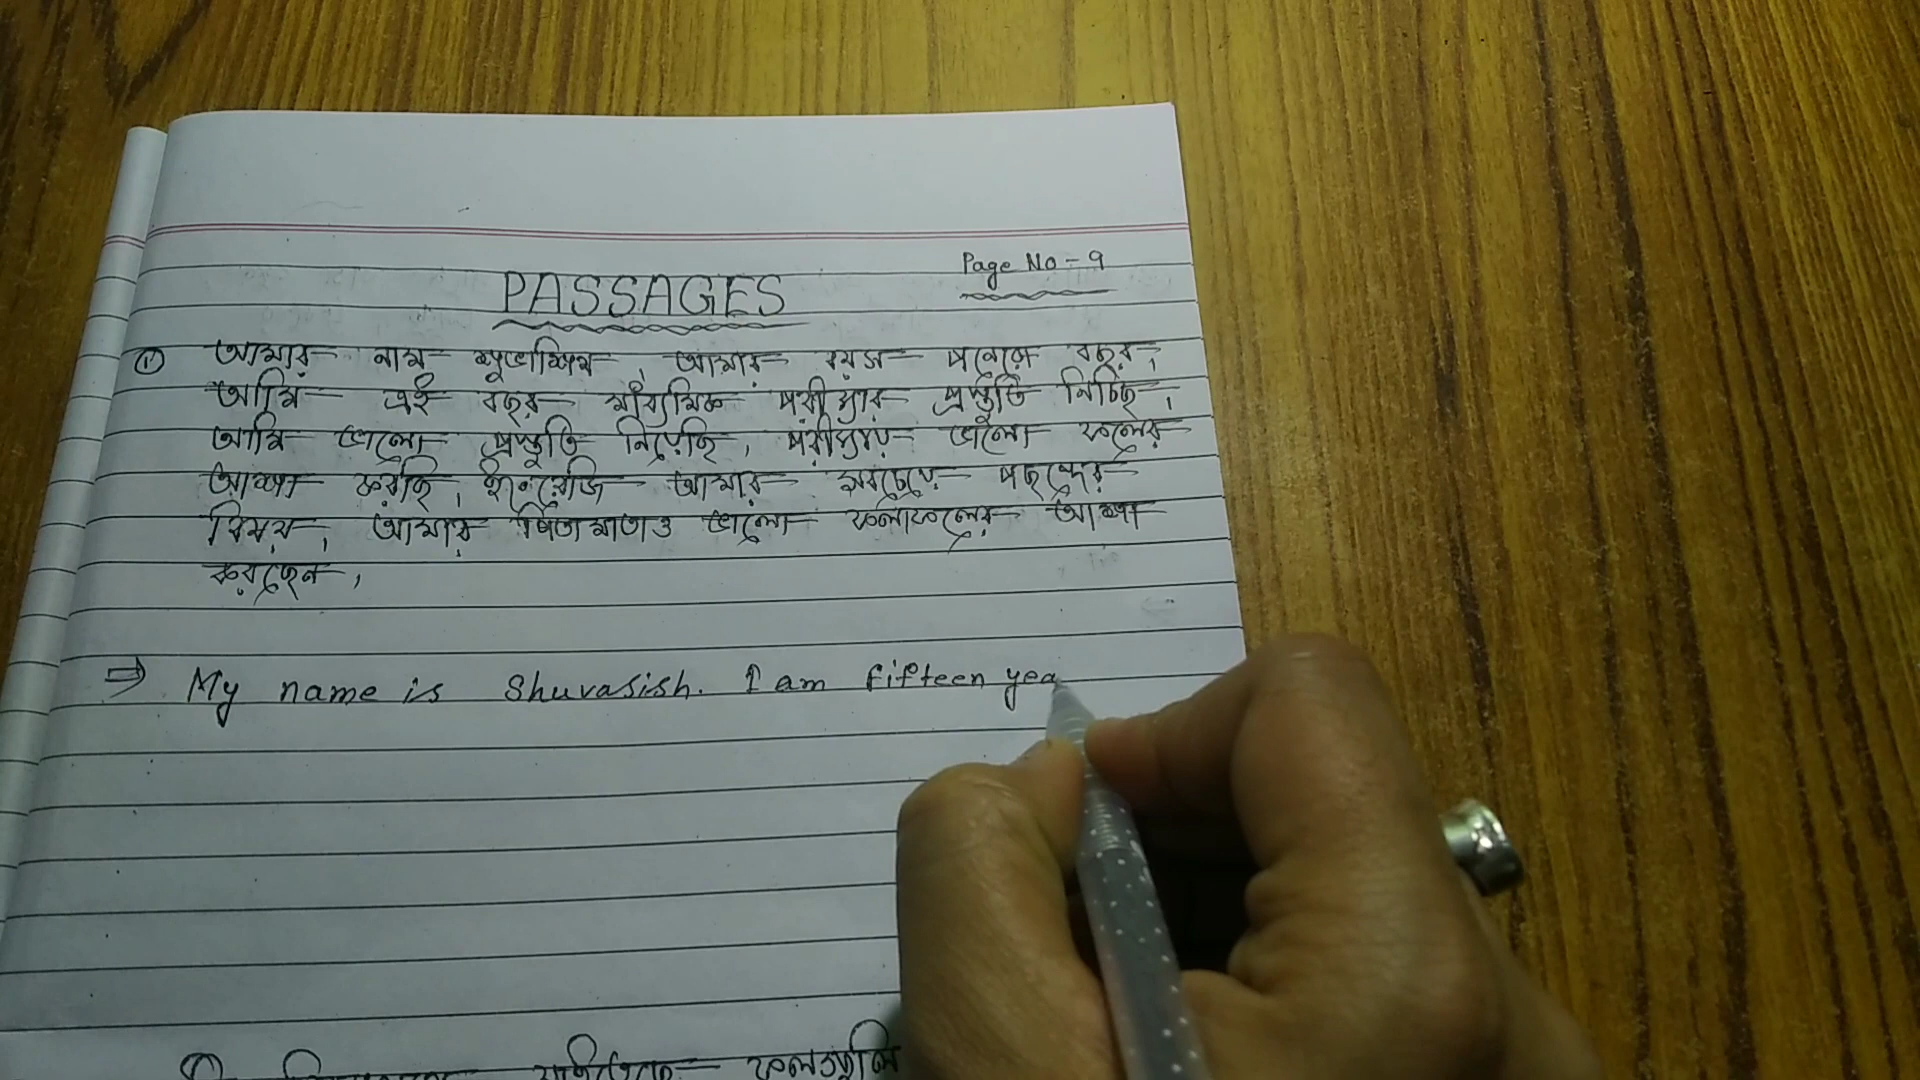 Page No - 9
PASSAGES
① আমার নাম শুভাশিষ, আমার বয়স পনেরো বছর,
আমি এই বছর মাধ্যমিক পরীক্ষার প্রস্তুতি নিচ্ছি,
আমি ভালো প্রস্তুতি নিয়েছি, পরীক্ষায় ভালো ফলের
আশা করছি, ইংরেজি আমার সবচেয়ে পছন্দের
বিষয়, আমার পিতামাতাও ভালো ফলাফলের আশা
করছেন,
⇒ My name is Shuvasish. I am fifteen yea